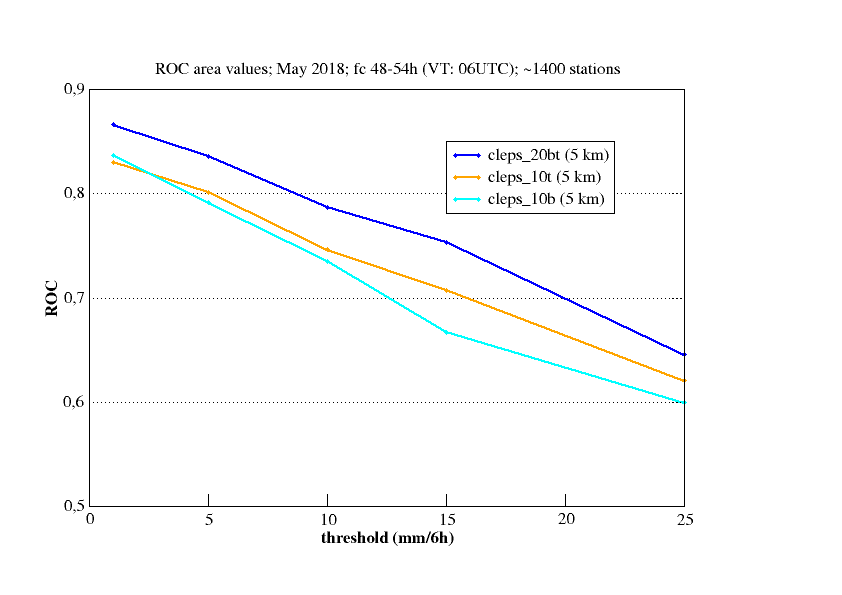 ROC area values; May 2018; fc 48-54h (VT: 06UTC); ~1400 stations
0,9
cleps_20bt (5 km)
cleps_10t (5 km)
cleps_10b (5 km)
0,8
0,7
ROC
0,6
0,5
0 5 10 15 20 25
threshold (mm/6h)